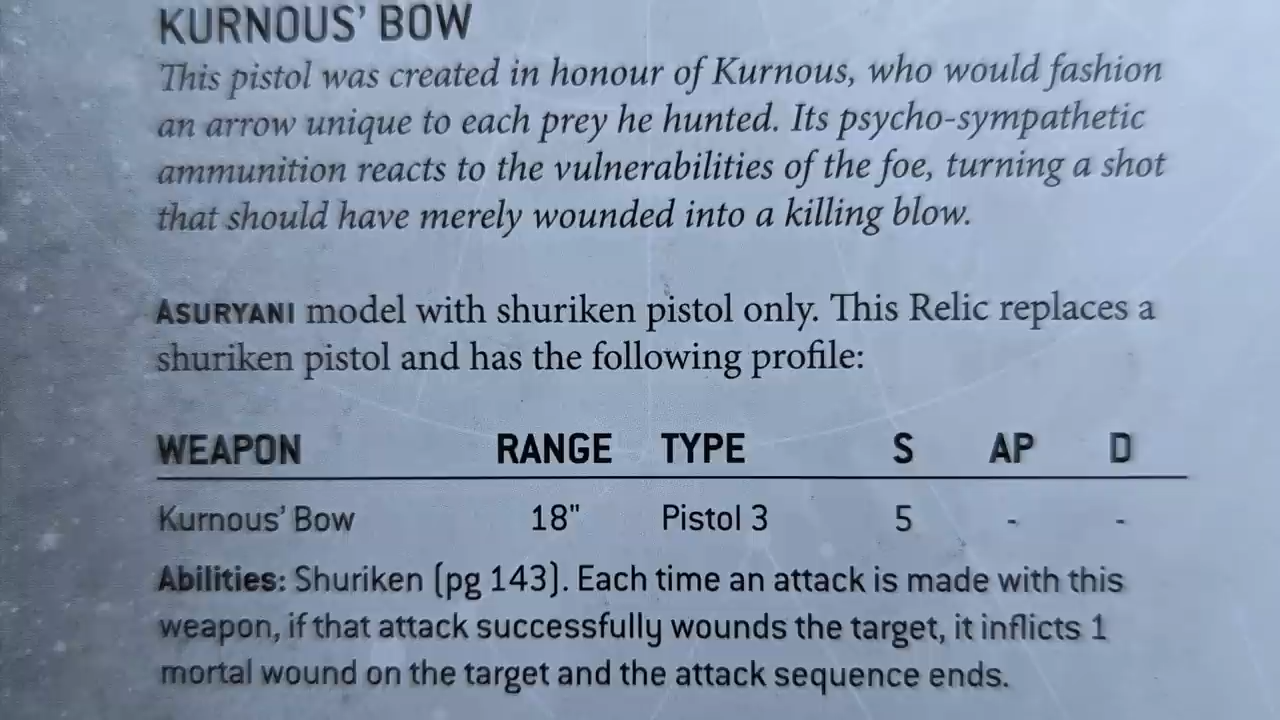 KURNOUS' BOW
This pistol was created in honour of Kurnous, who would fashion
an arrow unique to each prey he hunted. Its psycho-sympathetic
ammunition reacts to the vulnerabilities of the foe, turning a shot
that should have merely wounded into a killing blow.
ASURYANI model with shuriken pistol only. This Relic replaces a
shuriken pistol and has the following profile:
WEAPON RANGE TYPE S AP D
Kurnous' Bow 18" Pistol 3 5 - -
Abilities: Shuriken (pg 143). Each time an attack is made with this
weapon, if that attack successfully wounds the target, it inflicts 1
mortal wound on the target and the attack sequence ends.